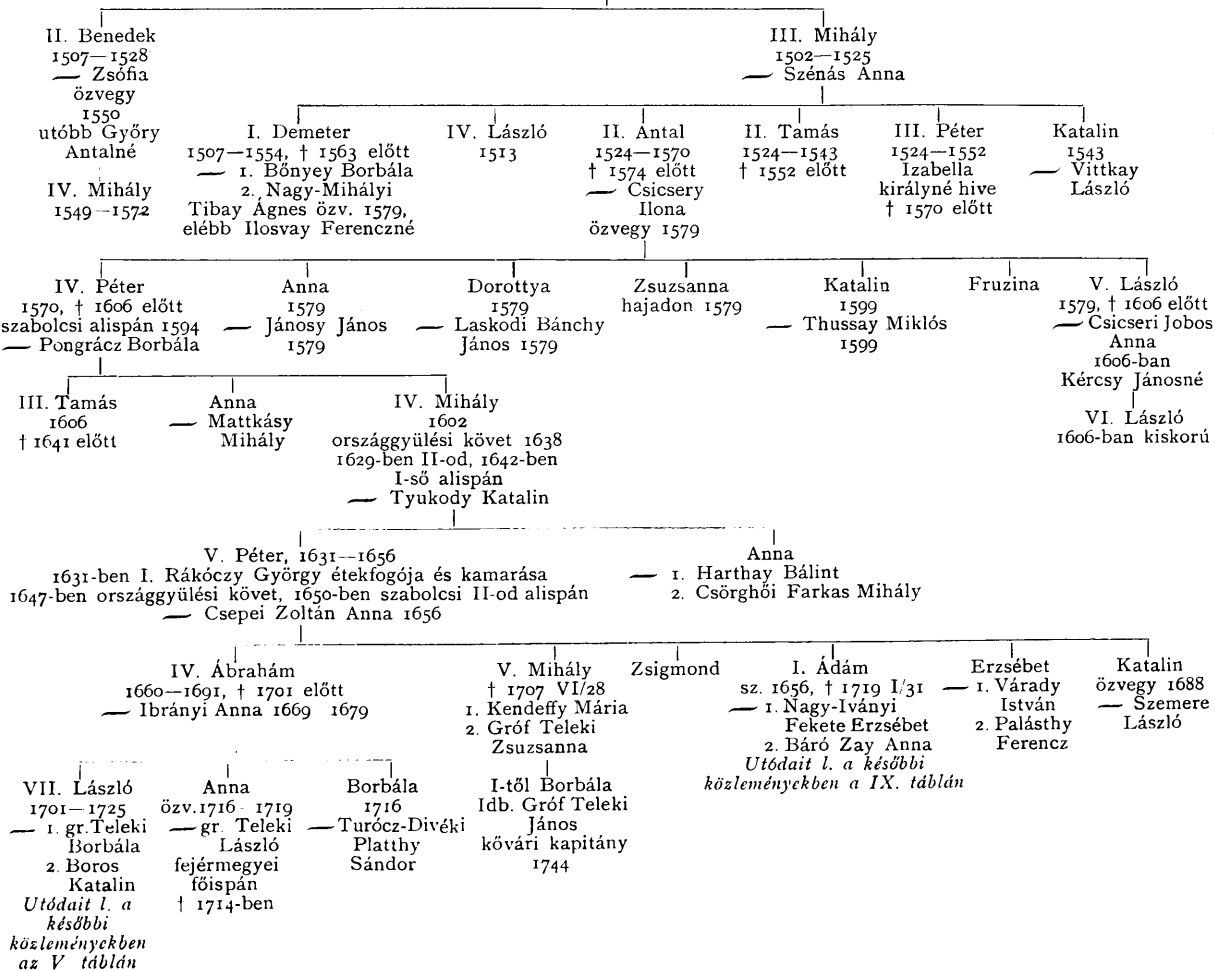 II. Benedek
1507—1528
— Zsófia
özvegy
1550
utóbb Győry
Antalné
IV. Mihály
1549—1572
III. Mihály
1502—1525
— Szénás Anna
I. Demeter
1507—1554, † 1563 előtt
— 1. Bőnyey Borbála
2. Nagy-Mihályi
Tibay Ágnes özv. 1579,
elébb Ilosvay Ferenczné
IV. László
1513
II. Antal
1524—1570
† 1574 előtt
— Csicsery
Ilona
özvegy 1579
II. Tamás
1524—1543
† 1552 előtt
III. Péter
1524—1552
Izabella
királyné hive
† 1570 előtt
Katalin
1543
— Vittkay
László
IV. Péter
1570, † 1606 előtt
szabolcsi alispán 1594
— Pongrácz Borbála
Anna
1579
— Jánosy János
1579
Dorottya
1579
— Laskodi Bánchy
János 1579
Zsuzsanna
hajadon 1579
Katalin
1599
— Thussay Miklós
1599
Fruzina
V. László
1579, † 1606 előtt
— Csicseri Jobos
Anna
1606-ban
Kércsy Jánosné
VI. László
1606-ban kiskorú
III. Tamás
1606
† 1641 előtt
Anna
— Mattkásy
Mihály
IV. Mihály
1602
országgyülési követ 1638
1629-ben II-od, 1642-ben
I-ső alispán
— Tyukody Katalin
V. Péter, 1631—1656
1631-ben I. Rákóczy György étekfogója és kamarása
1647-ben országgyülési követ, 1650-ben szabolcsi II-od alispán
— Csepei Zoltán Anna 1656
Anna
— 1. Harthay Bálint
2. Csörghői Farkas Mihály
IV. Ábrahám
1660—1691, † 1701 előtt
— Ibrányi Anna 1669 1679
V. Mihály
† 1707 VI/28
1. Kendeffy Mária
2. Gróf Teleki
Zsuzsanna
Zsigmond
I. Ádám
sz. 1656, † 1719 I/31
— 1. Nagy-Iványi
Fekete Erzsébet
2. Báró Zay Anna
Utódait l. a későbbi
közleményekben a IX. táblán
Erzsébet
— 1. Várady
István
2. Palásthy
Ferencz
Katalin
özvegy 1688
— Szemere
László
VII. László
1701—1725
— 1. gr. Teleki
Borbála
2. Boros
Katalin
Utódait l. a
későbbi
közleményekben
az V táblán
Anna
özv. 1716 - 1719
— gr. Teleki
László
fejérmegyei
főispán
† 1714-ben
Borbála
1716
— Turócz-Divéki
Platthy
Sándor
I-től Borbála
Idb. Gróf Teleki
János
kővári kapitány
1744